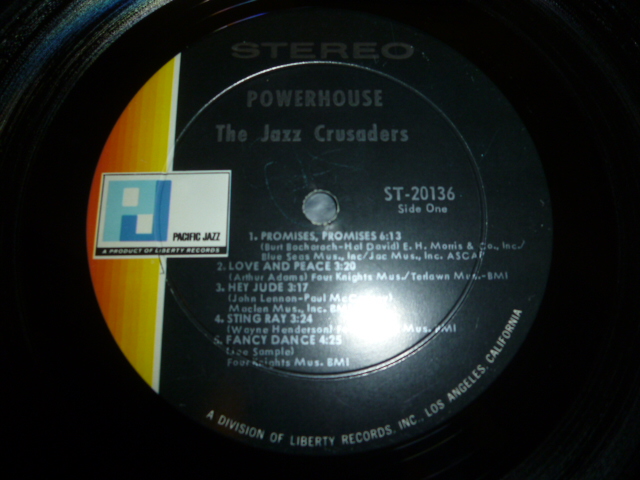 STEREO
POWERHOUSE
The Jazz Crusaders
ST-20136
Side One
PACIFIC JAZZ
A PRODUCT OF LIBERTY RECORDS
1. PROMISES, PROMISES 6:13
(Burt Bacharach-Hal David) E. H. Morris & Co., Inc./
Blue Seas Mus., Inc/Jac Mus., Inc. ASCAP
2. LOVE AND PEACE 3:20
(Arthur Adams) Four Knights Mus./Terlawn Mus.-BMI
3. HEY JUDE 3:17
(John Lennon-Paul
Maclen Mus., Inc. BMI
4. STING RAY 3:24
(Wayne Henderson) Mus. BMI
5. FANCY DANCE 4:25
(Joe Sample)
Four Knights Mus. BMI
A DIVISION OF LIBERTY RECORDS, INC., LOS ANGELES, CALIFORNIA